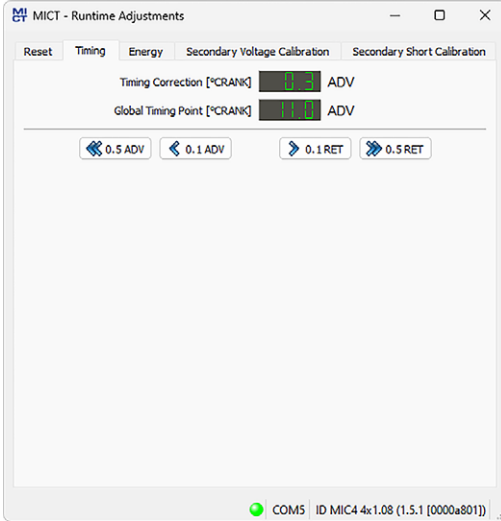 MICT - Runtime Adjustments
Reset Timing Energy Secondary Voltage Calibration Secondary Short Calibration
Timing Correction [°CRANK] 0.3 ADV
Global Timing Point [°CRANK] 11.0 ADV
0.5 ADV 0.1 ADV 0.1 RET 0.5 RET
COM5 ID MIC4 4x1.08 (1.5.1 [0000a801])